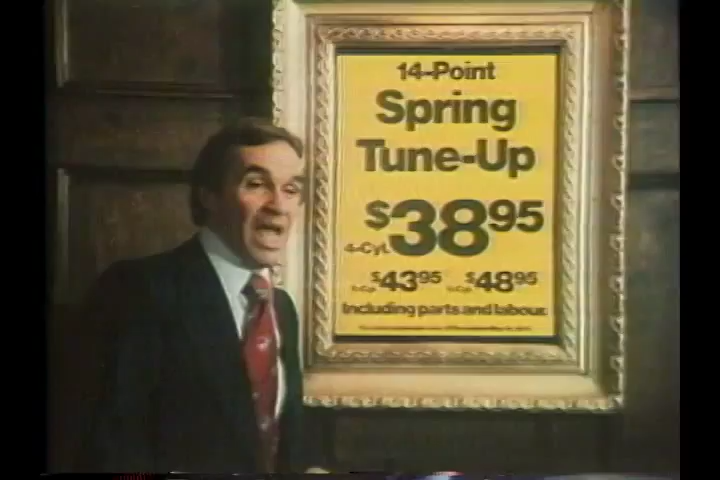 14-Point
Spring
Tune-Up
$3895
4-Cyl.
$4395 $4895
Including parts and labour.